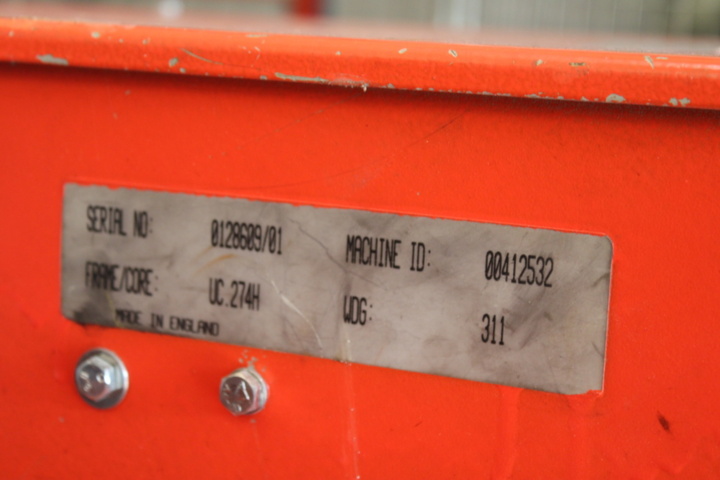 SERIAL NO: 0128609/01 MACHINE ID: 00412532
FRAME/CORE: UC.274H WDG: 311
MADE IN ENGLAND